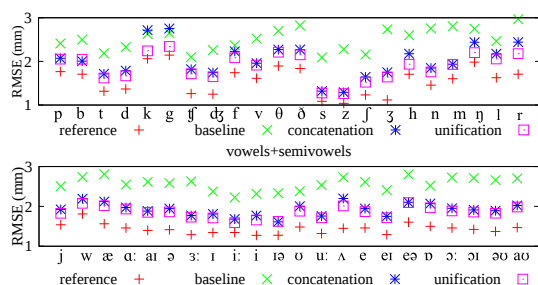 3
2
1
RMSE (mm)
p b t d k g ʧ ʤ f v θ ð s z ʃ ʒ h n m ŋ l r
reference baseline concatenation unification
vowels+semivowels
3
2
1
RMSE (mm)
j w æ ɑː aɪ ə ɜː ɪ iː i ɪə ʊ uː ʌ e eɪ eə ɒ ɔː ɔɪ əʊ aʊ
reference baseline concatenation unification